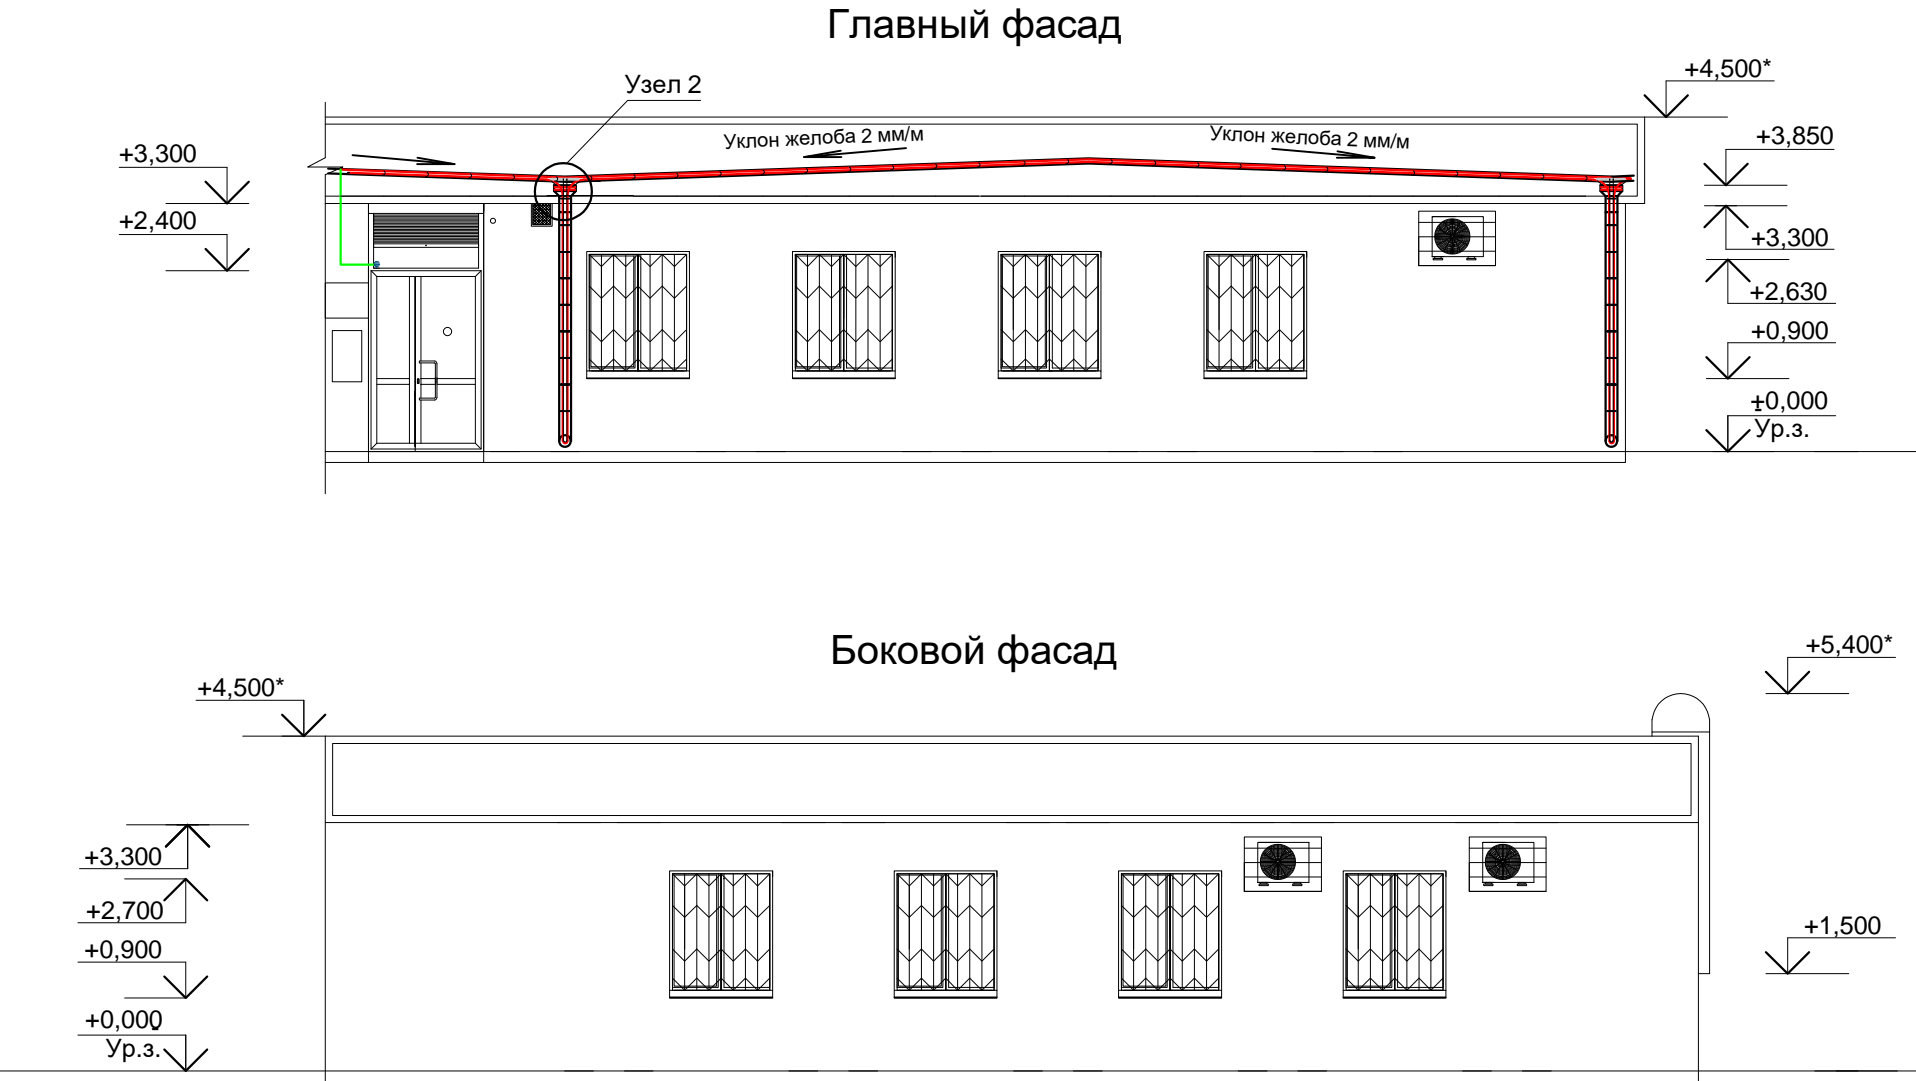 Главный фасад
Узел 2
+4,500*
Уклон желоба 2 мм/м
Уклон желоба 2 мм/м
+3,850
+3,300
+2,400
+3,300
+2,630
+0,900
±0,000
Ур.з.
Боковой фасад
+5,400*
+4,500*
+3,300
+2,700
+0,900
+1,500
+0,000
Ур.з.